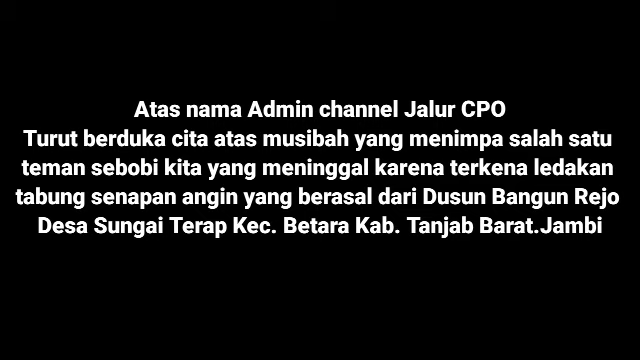 Atas nama Admin channel Jalur CPO
Turut berduka cita atas musibah yang menimpa salah satu
teman sebobi kita yang meninggal karena terkena ledakan
tabung senapan angin yang berasal dari Dusun Bangun Rejo
Desa Sungai Terap Kec. Betara Kab. Tanjab Barat.Jambi